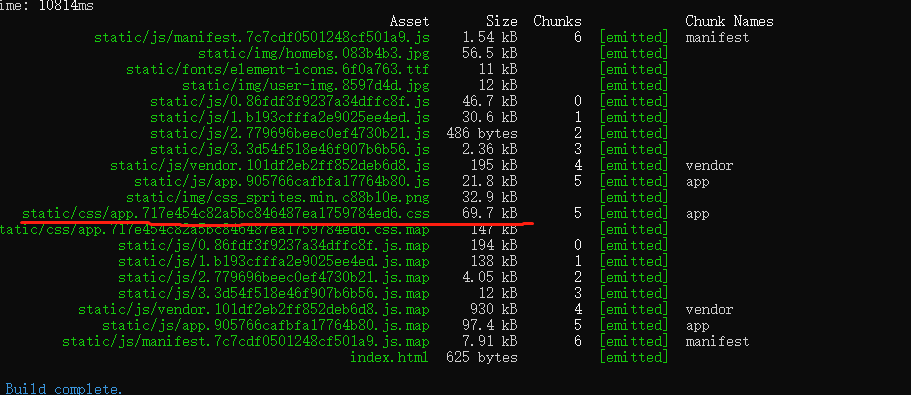 ime: 10814ms
Asset Size Chunks Chunk Names
static/js/manifest.7c7cdf0501248cf501a9.js 1.54 kB 6 [emitted] manifest
static/img/homebg.083b4b3.jpg 56.5 kB [emitted]
static/fonts/element-icons.6f0a763.ttf 11 kB [emitted]
static/img/user-img.8597d4d.jpg 12 kB [emitted]
static/js/0.86fdf3f9237a34dffc8f.js 46.7 kB 0 [emitted]
static/js/1.b193cfffa2e9025ee4ed.js 30.6 kB 1 [emitted]
static/js/2.779696beec0ef4730b21.js 486 bytes 2 [emitted]
static/js/3.3d54f518e46f907b6b56.js 2.36 kB 3 [emitted]
static/js/vendor.101df2eb2ff852deb6d8.js 195 kB 4 [emitted] vendor
static/js/app.905766cafbfa17764b80.js 21.8 kB 5 [emitted] app
static/img/css_sprites.min.c88b10e.png 32.9 kB [emitted]
static/css/app.717e454c82a5bc846487ea1759784ed6.css 69.7 kB 5 [emitted] app
static/css/app.717e454c82a5bc846487ea1759784ed6.css.map 147 kB [emitted]
static/js/0.86fdf3f9237a34dffc8f.js.map 194 kB 0 [emitted]
static/js/1.b193cfffa2e9025ee4ed.js.map 138 kB 1 [emitted]
static/js/2.779696beec0ef4730b21.js.map 4.05 kB 2 [emitted]
static/js/3.3d54f518e46f907b6b56.js.map 12 kB 3 [emitted]
static/js/vendor.101df2eb2ff852deb6d8.js.map 930 kB 4 [emitted] vendor
static/js/app.905766cafbfa17764b80.js.map 97.4 kB 5 [emitted] app
static/js/manifest.7c7cdf0501248cf501a9.js.map 7.91 kB 6 [emitted] manifest
index.html 625 bytes [emitted]
Build complete.